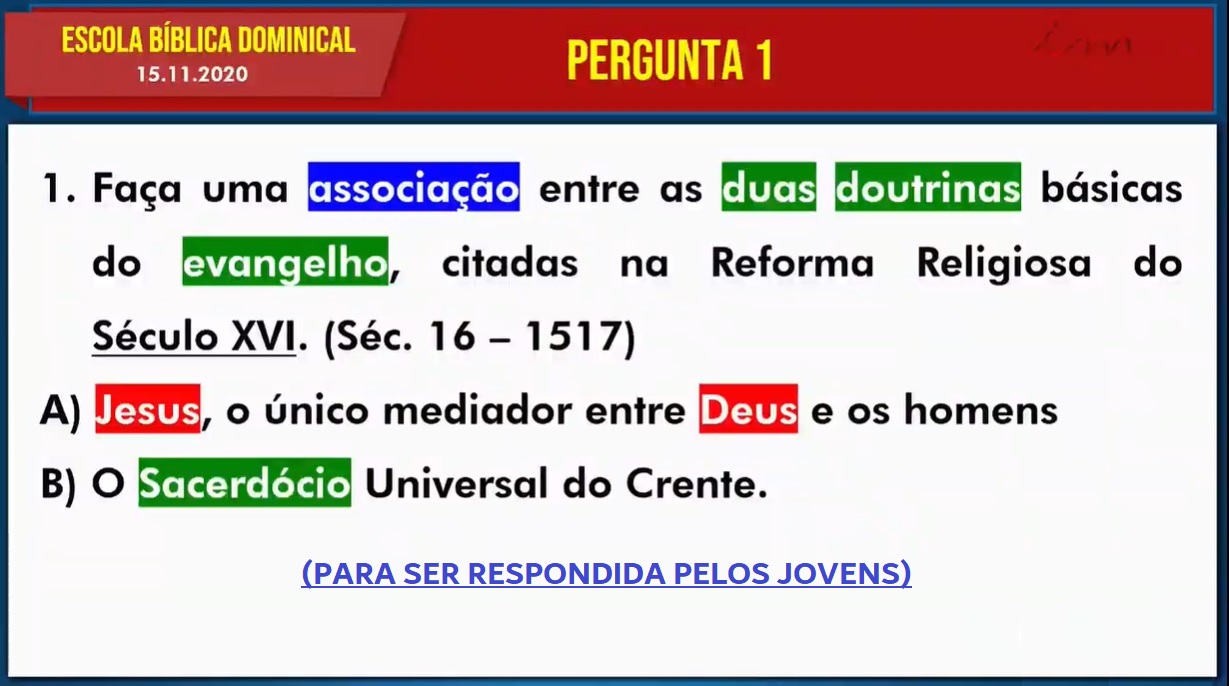 ESCOLA BÍBLICA DOMINICAL
15.11.2020
PERGUNTA 1
1. Faça uma associação entre as duas doutrinas básicas
do evangelho, citadas na Reforma Religiosa do
Século XVI. (Séc. 16 – 1517)
A) Jesus, o único mediador entre Deus e os homens
B) O Sacerdócio Universal do Crente.
(PARA SER RESPONDIDA PELOS JOVENS)